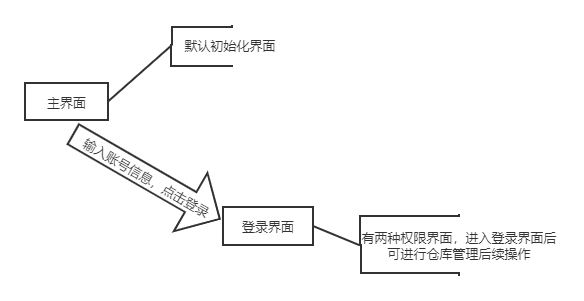 默认初始化界面
主界面
输入账号信息，点击登录
登录界面
有两种权限界面，进入登录界面后
可进行仓库管理后续操作